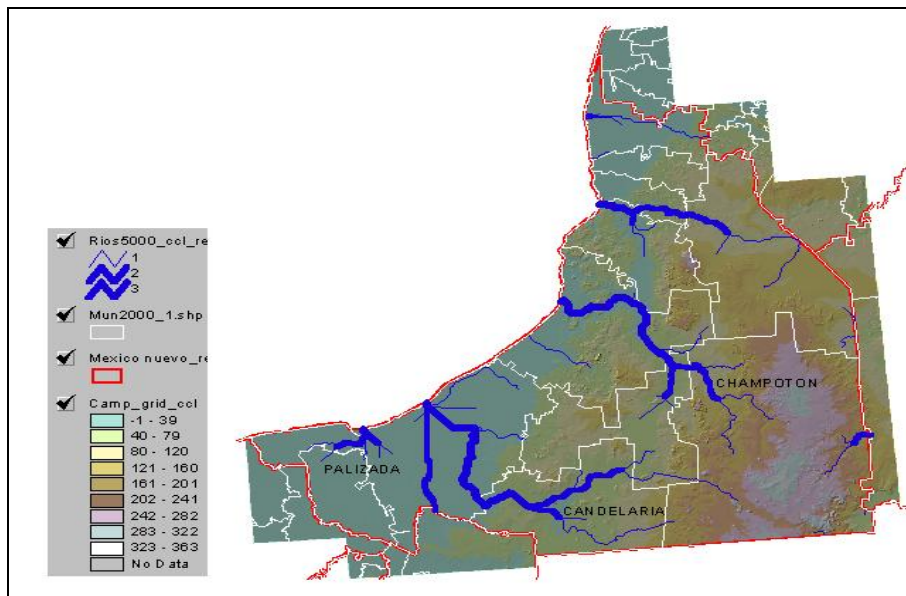 Rios5000_ccl_re
1
2
3
Mun2000_1.shp
Mexico nuevo_re
Camp_grid_ccl
-1 - 39
40 - 79
80 - 120
121 - 160
161 - 201
202 - 241
242 - 282
283 - 322
323 - 363
No Data
CHAMPOTON
PALIZADA
CANDELARIA